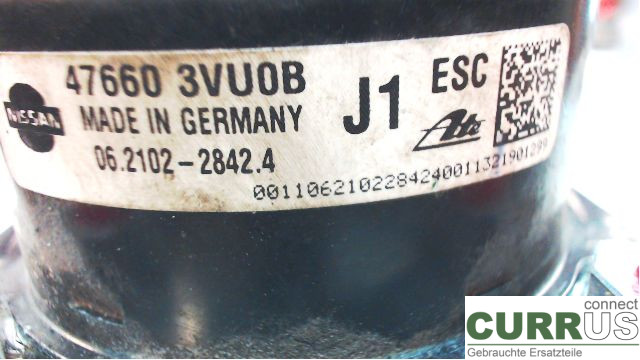 NISSAN
47660 3VU0B
J1
ESC
MADE IN GERMANY
Ate
06.2102-2842.4
0011062102284240011321901299
connect
CURRUS
Gebrauchte Ersatzteile